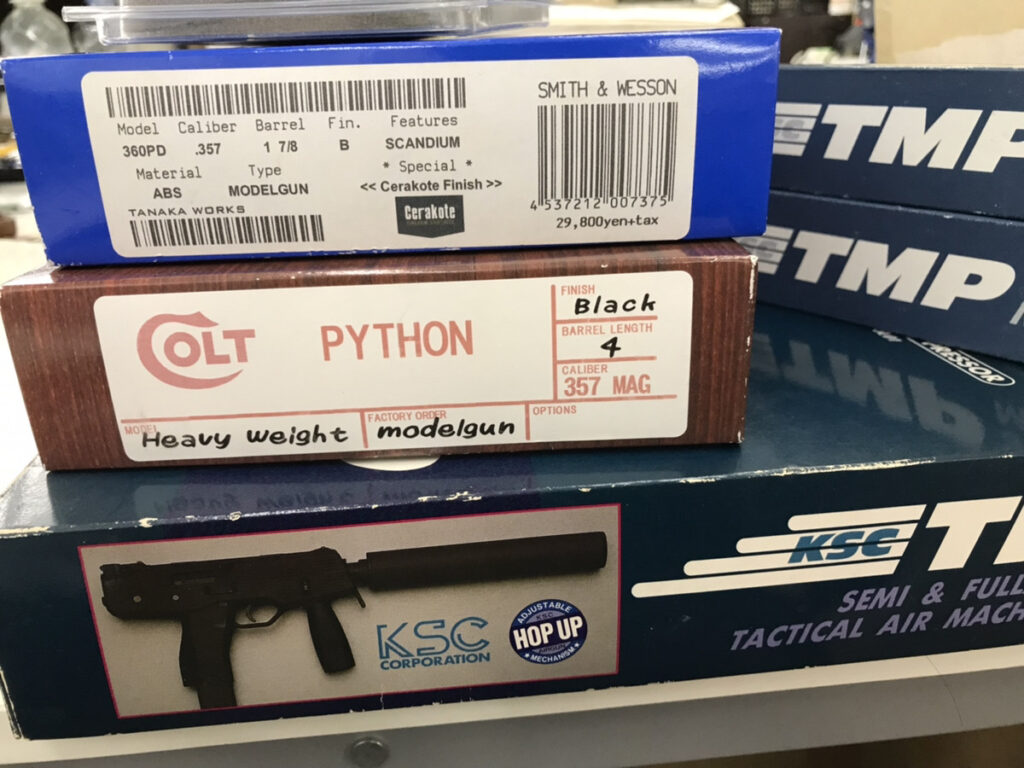 SMITH & WESSON
Model Caliber Barrel Fin. Features
360PD .357 1 7/8 B SCANDIUM
Material Type * Special *
ABS MODELGUN << Cerakote Finish >>
TANAKA WORKS
Cerakote
4 537212 007375
29,800yen+tax
TMP
TMP
COLT PYTHON
FINISH
Black
BARREL LENGTH
4
CALIBER
357 MAG
MODEL
Heavy Weight
FACTORY ORDER
modelgun
OPTIONS
KSC
CORPORATION
ADJUSTABLE
KSC
HOP UP
AIRGUN
MECHANISM
KSC
SEMI & FULL
TACTICAL AIR MACH